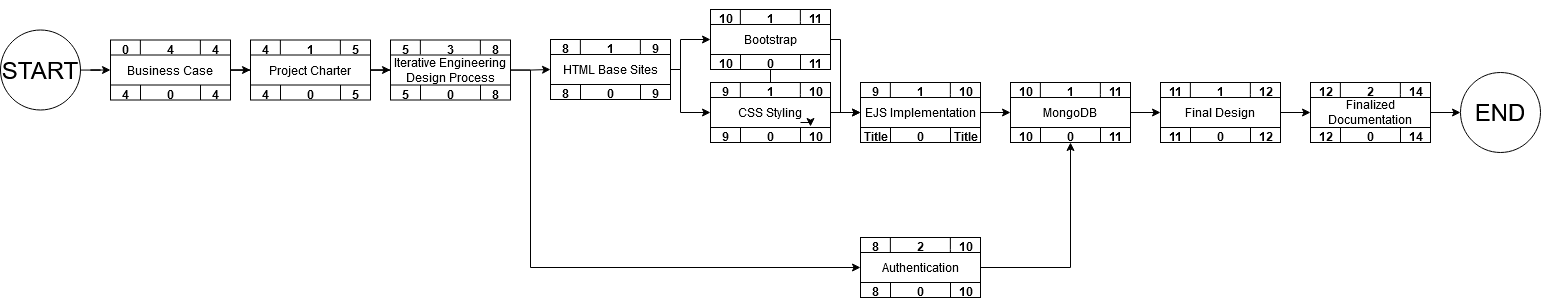 START
0 4 4
Business Case
4 0 4
4 1 5
Project Charter
4 0 5
5 3 8
Iterative Engineering
Design Process
5 0 8
8 1 9
HTML Base Sites
8 0 9
10 1 11
Bootstrap
10 0 11
9 1 10
CSS Styling
9 0 10
9 1 10
EJS Implementation
Title 0 Title
10 1 11
MongoDB
10 0 11
11 1 12
Final Design
11 0 12
12 2 14
Finalized
Documentation
12 0 14
END
8 2 10
Authentication
8 0 10